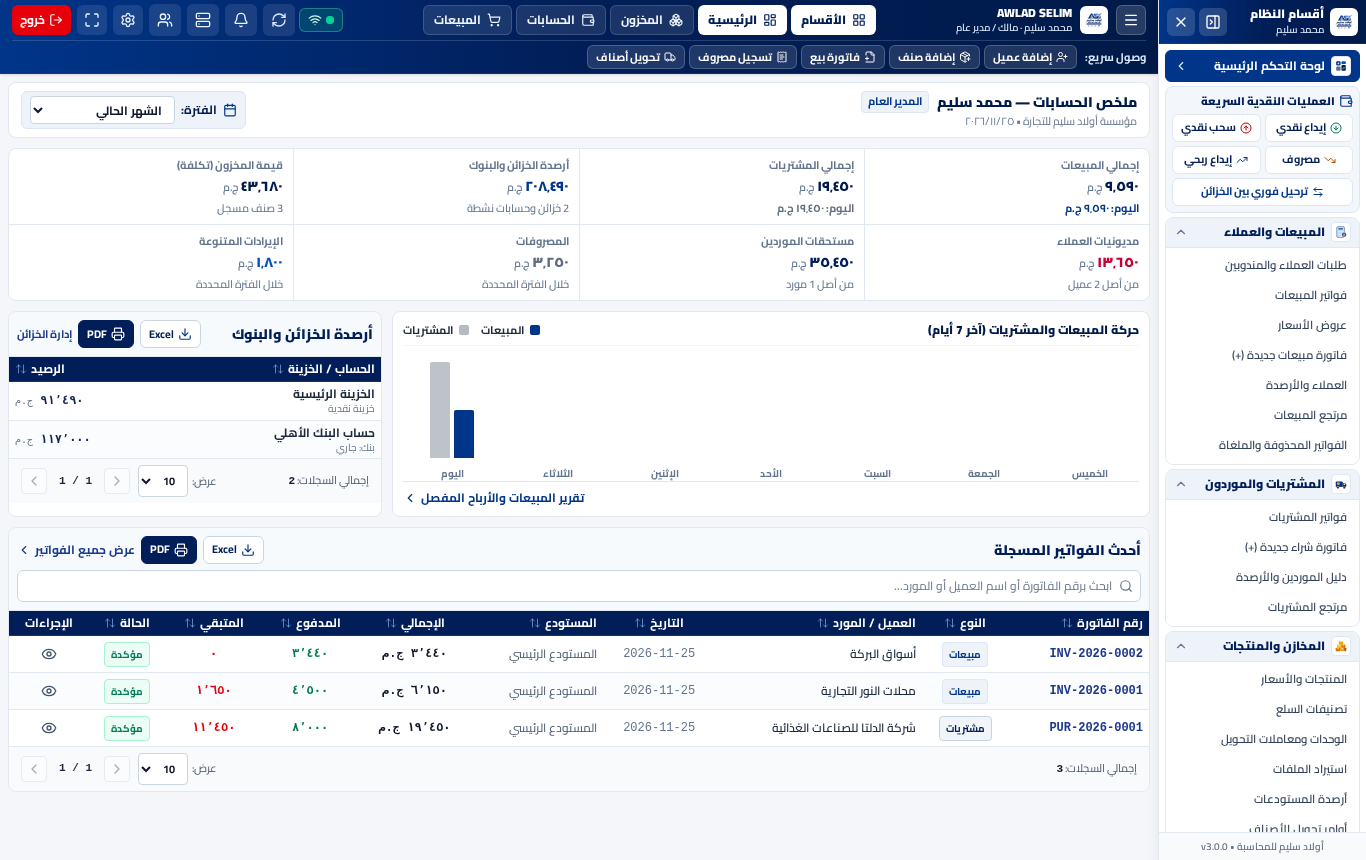 أقسام النظام
محمد سليم
AWLAD SELIM
محمد سليم · مالك / مدير عام
الأقسام
الرئيسية
المخزون
الحسابات
المبيعات
خروج
وصول سريع:
إضافة عميل
إضافة صنف
فاتورة بيع
تسجيل مصروف
تحويل أصناف
لوحة التحكم الرئيسية
العمليات النقدية السريعة
إيداع نقدي
سحب نقدي
مصروف
إيداع ربحي
ترحيل فوري بين الخزائن
المبيعات والعملاء
طلبات العملاء والمندوبين
فواتير المبيعات
عروض الأسعار
فاتورة مبيعات جديدة (+)
العملاء والأرصدة
مرتجع المبيعات
الفواتير المحذوفة والملغاة
المشتريات والموردون
فواتير المشتريات
فاتورة شراء جديدة (+)
دليل الموردين والأرصدة
مرتجع المشتريات
المخازن والمنتجات
المنتجات والأسعار
تصنيفات السلع
الوحدات ومعاملات التحويل
استيراد الملفات
أرصدة المستودعات
أوامر تحويل الأصناف
أولاد سليم للمحاسبة • v3.0.0
ملخص الحسابات — محمد سليم
المدير العام
مؤسسة أولاد سليم للتجارة • ٢٠٢٦/١١/٢٥
الفترة:
الشهر الحالي
إجمالي المبيعات
٩,٥٩٠ ج.م
اليوم: ٩,٥٩٠ ج.م
إجمالي المشتريات
١٩,٤٥٠ ج.م
اليوم: ١٩,٤٥٠ ج.م
أرصدة الخزائن والبنوك
٢٠٨,٤٩٠ ج.م
2 خزائن وحسابات نشطة
قيمة المخزون (تكلفة)
٤٣,٦٨٠ ج.م
3 صنف مسجل
مديونيات العملاء
١٣,٦٥٠ ج.م
من أصل 2 عميل
مستحقات الموردين
٣٥,٤٥٠ ج.م
من أصل 1 مورد
المصروفات
٣,٢٥٠ ج.م
خلال الفترة المحددة
الإيرادات المتنوعة
١,٨٠٠ ج.م
خلال الفترة المحددة
حركة المبيعات والمشتريات (آخر 7 أيام)
المبيعات
المشتريات
الخميس
الجمعة
السبت
الأحد
الإثنين
الثلاثاء
اليوم
تقرير المبيعات والأرباح المفصل
أرصدة الخزائن والبنوك
Excel
PDF
إدارة الخزائن
الحساب / الخزينة
الرصيد
الخزينة الرئيسية
خزينة نقدية
٩١٬٤٩٠ ج.م
حساب البنك الأهلي
بنك: جاري
١١٧٬٠٠٠ ج.م
إجمالي السجلات: 2
عرض: 10
1 / 1
أحدث الفواتير المسجلة
Excel
PDF
عرض جميع الفواتير
ابحث برقم الفاتورة أو اسم العميل أو المورد...
رقم الفاتورة النوع العميل / المورد التاريخ المستودع الإجمالي المدفوع المتبقي الحالة الإجراءات
INV-2026-0002 مبيعات أسواق البركة 2026-11-25 المستودع الرئيسي ٣٬٤٤٠ ج.م ٣٬٤٤٠ ٠ مؤكدة
INV-2026-0001 مبيعات محلات النور التجارية 2026-11-25 المستودع الرئيسي ٦٬١٥٠ ج.م ٤٬٥٠٠ ١٬٦٥٠ مؤكدة
PUR-2026-0001 مشتريات شركة الدلتا للصناعات الغذائية 2026-11-25 المستودع الرئيسي ١٩٬٤٥٠ ج.م ٨٬٠٠٠ ١١٬٤٥٠ مؤكدة
إجمالي السجلات: 3
عرض: 10
1 / 1